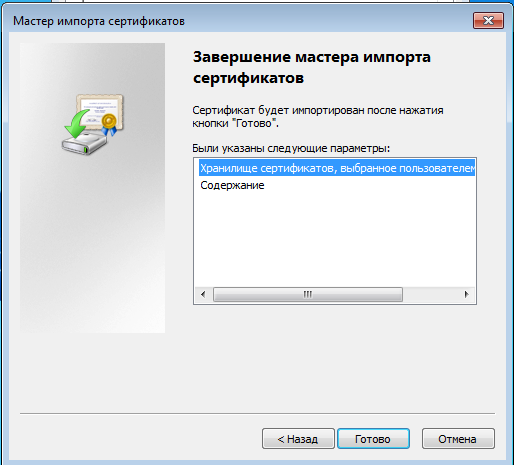 Мастер импорта сертификатов
Завершение мастера импорта
сертификатов
Сертификат будет импортирован после нажатия
кнопки "Готово".
Были указаны следующие параметры:
Хранилище сертификатов, выбранное пользователем
Содержание
< Назад
Готово
Отмена